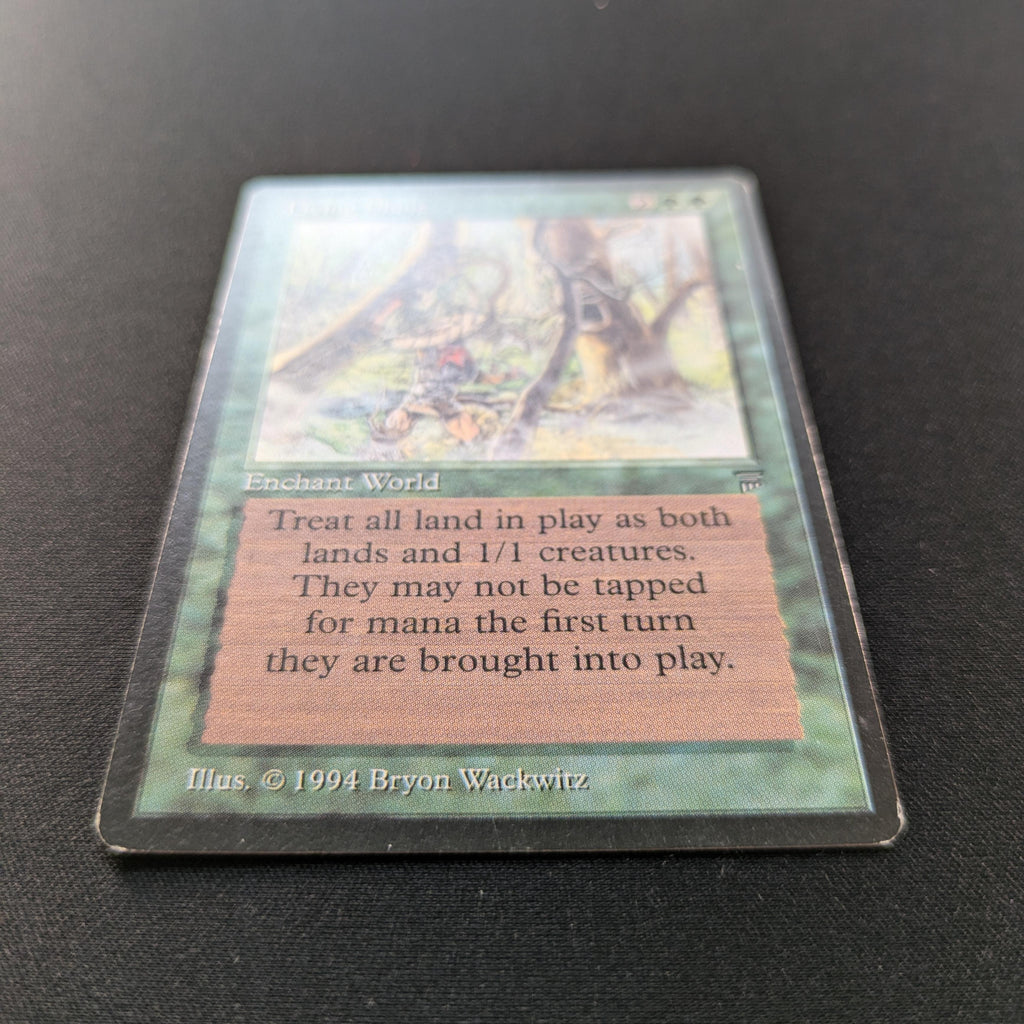 Enchant World
Treat all land in play as both
lands and 1/1 creatures.
They may not be tapped
for mana the first turn
they are brought into play.
Illus. © 1994 Bryon Wackwitz